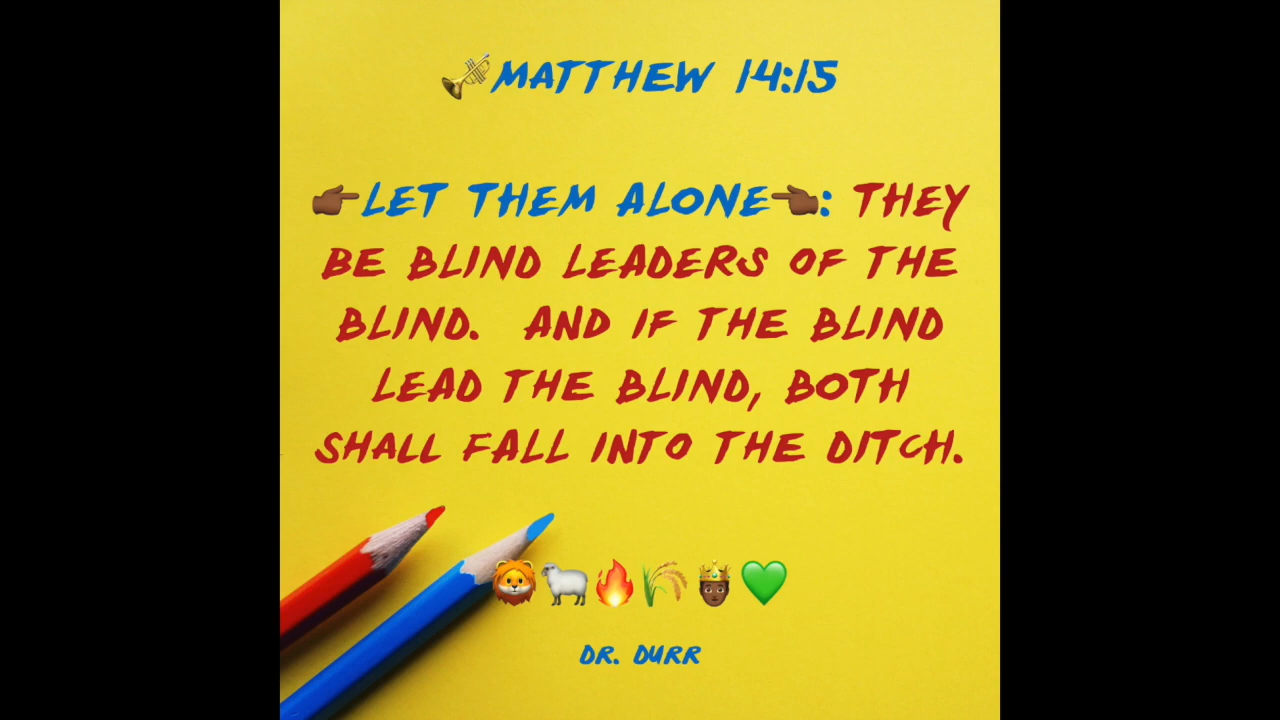 🎺MATTHEW 14:15
👉🏾LET THEM ALONE👈🏾: THEY
BE BLIND LEADERS OF THE
BLIND. AND IF THE BLIND
LEAD THE BLIND, BOTH
SHALL FALL INTO THE DITCH.
🦁🐑🔥🌾🤴🏾💚
DR. DURR